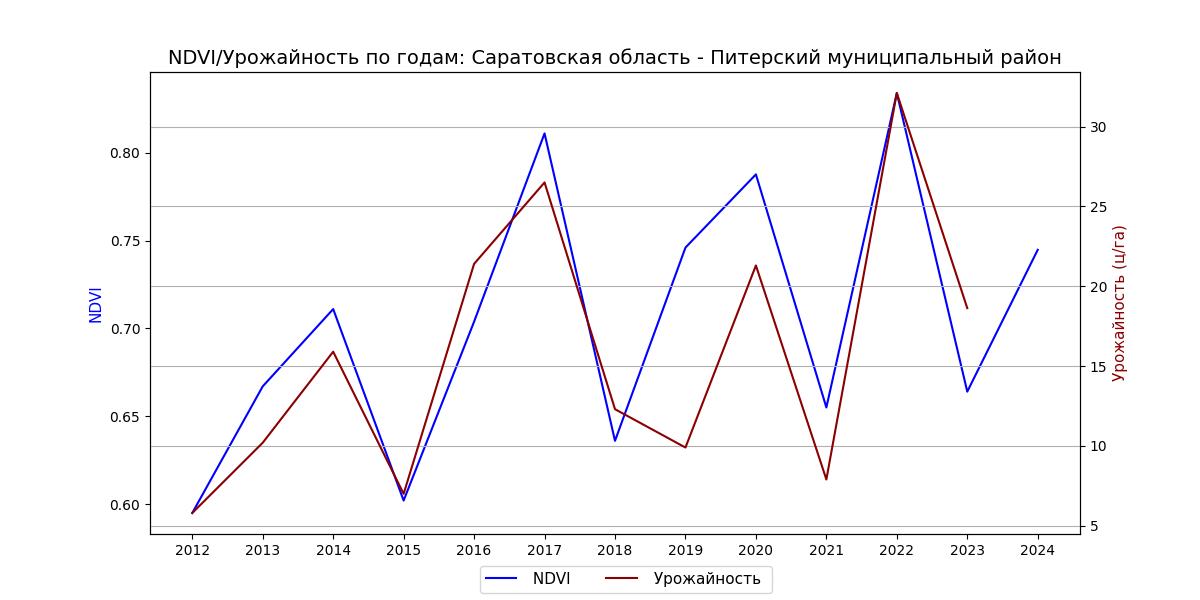 NDVI/Урожайность по годам: Саратовская область - Питерский муниципальный район
0.80
0.75
0.70
0.65
0.60
NDVI
30
25
20
15
10
5
Урожайность (ц/га)
2012 2013 2014 2015 2016 2017 2018 2019 2020 2021 2022 2023 2024
NDVI Урожайность